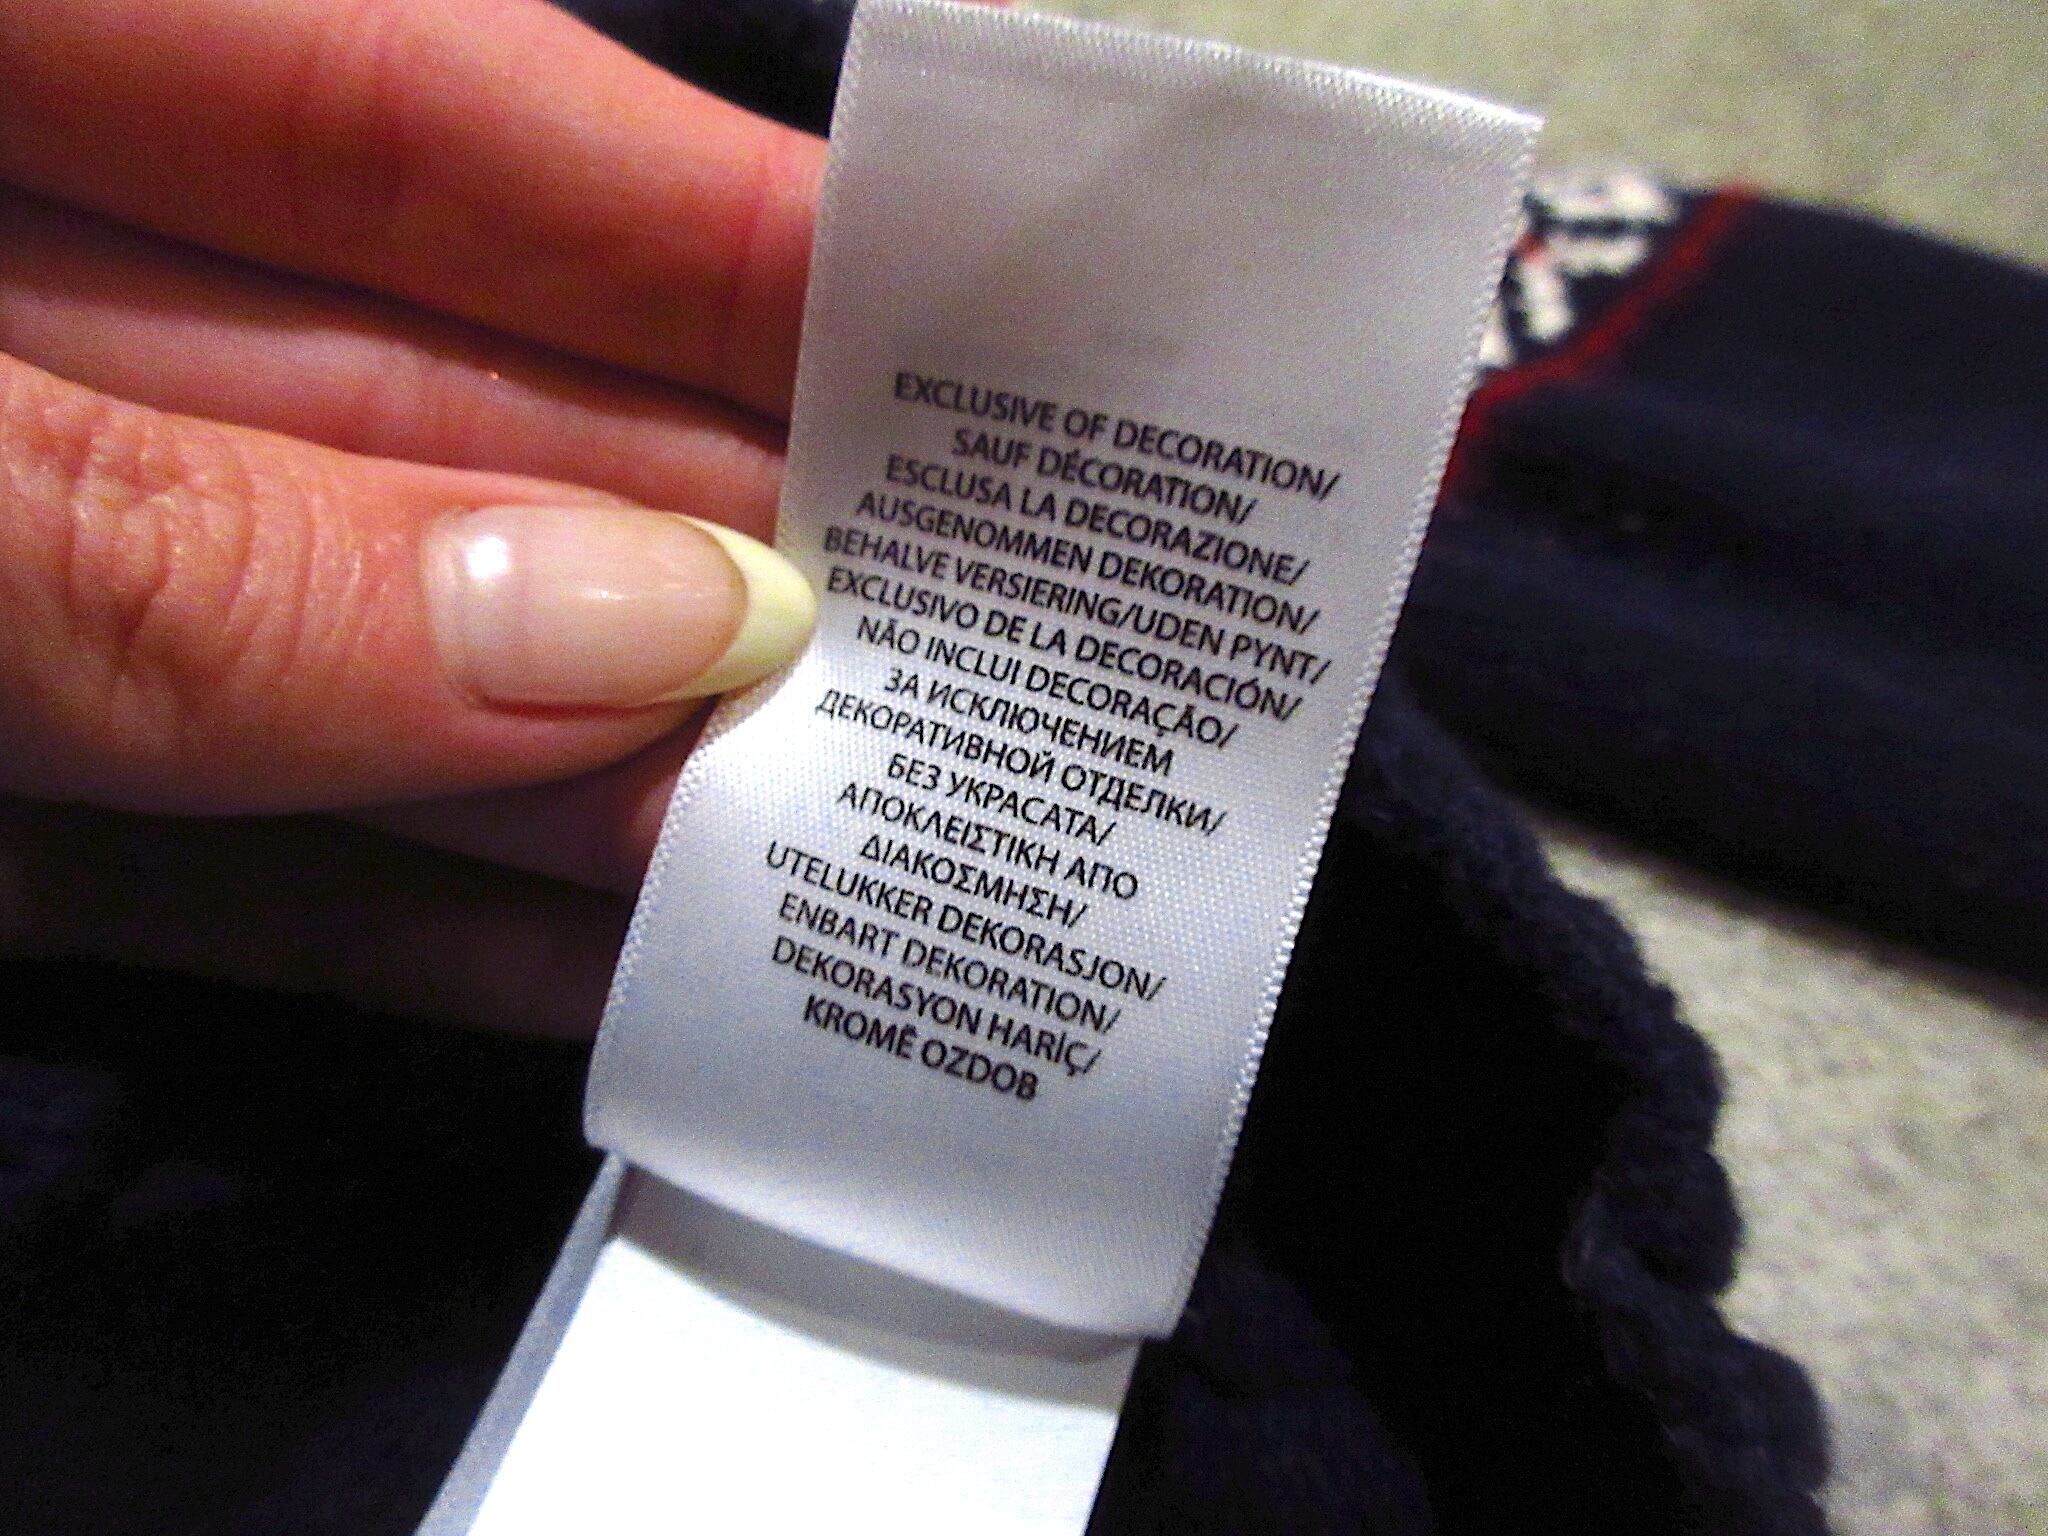 EXCLUSIVE OF DECORATION/
SAUF DÉCORATION/
ESCLUSA LA DECORAZIONE/
AUSGENOMMEN DEKORATION/
BEHALVE VERSIERING/UDEN PYNT/
EXCLUSIVO DE LA DECORACIÓN/
NÃO INCLUI DECORAÇÃO/
ЗА ИСКЛЮЧЕНИЕМ
ДЕКОРАТИВНОЙ ОТДЕЛКИ/
БЕЗ УКРАСАТА/
ΑΠΟΚΛΕΙΣΤΙΚΗ ΑΠΟ
ΔΙΑΚΟΣΜΗΣΗ/
UTELUKKER DEKORASJON/
ENBART DEKORATION/
DEKORASYON HARİÇ/
KROMĚ OZDOB